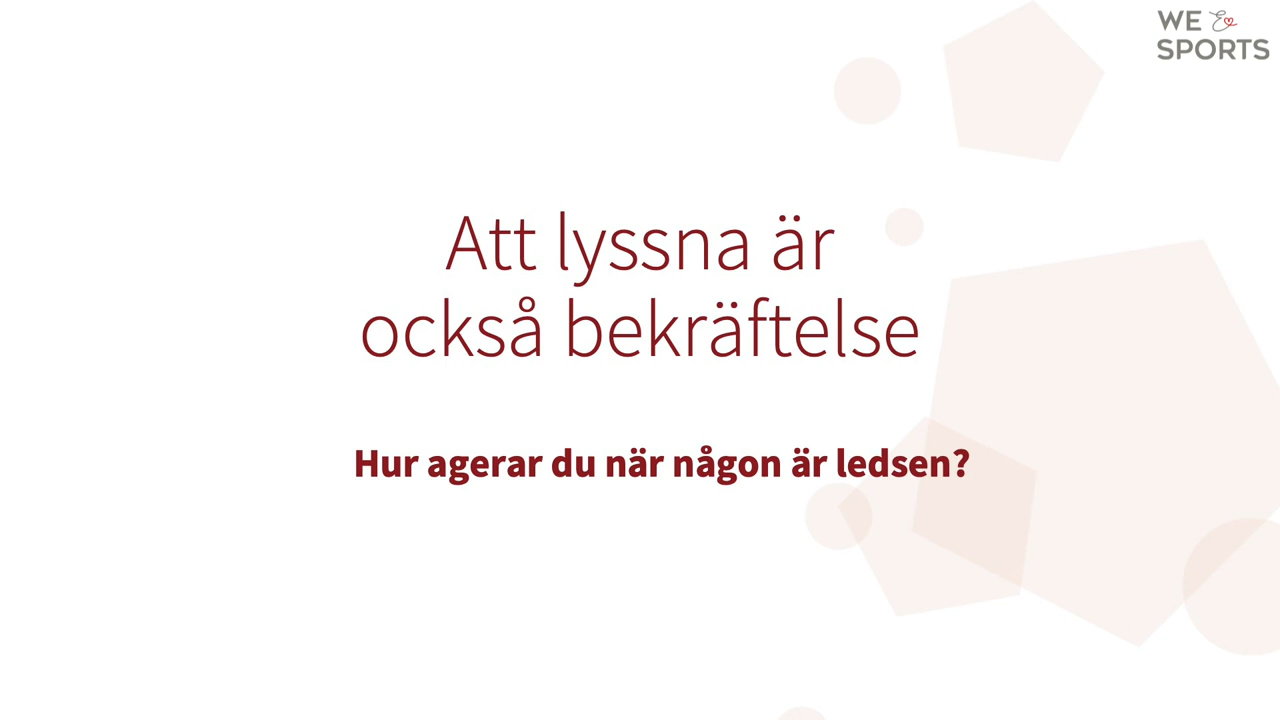 WE
SPORTS
Att lyssna är
också bekräftelse
Hur agerar du när någon är ledsen?